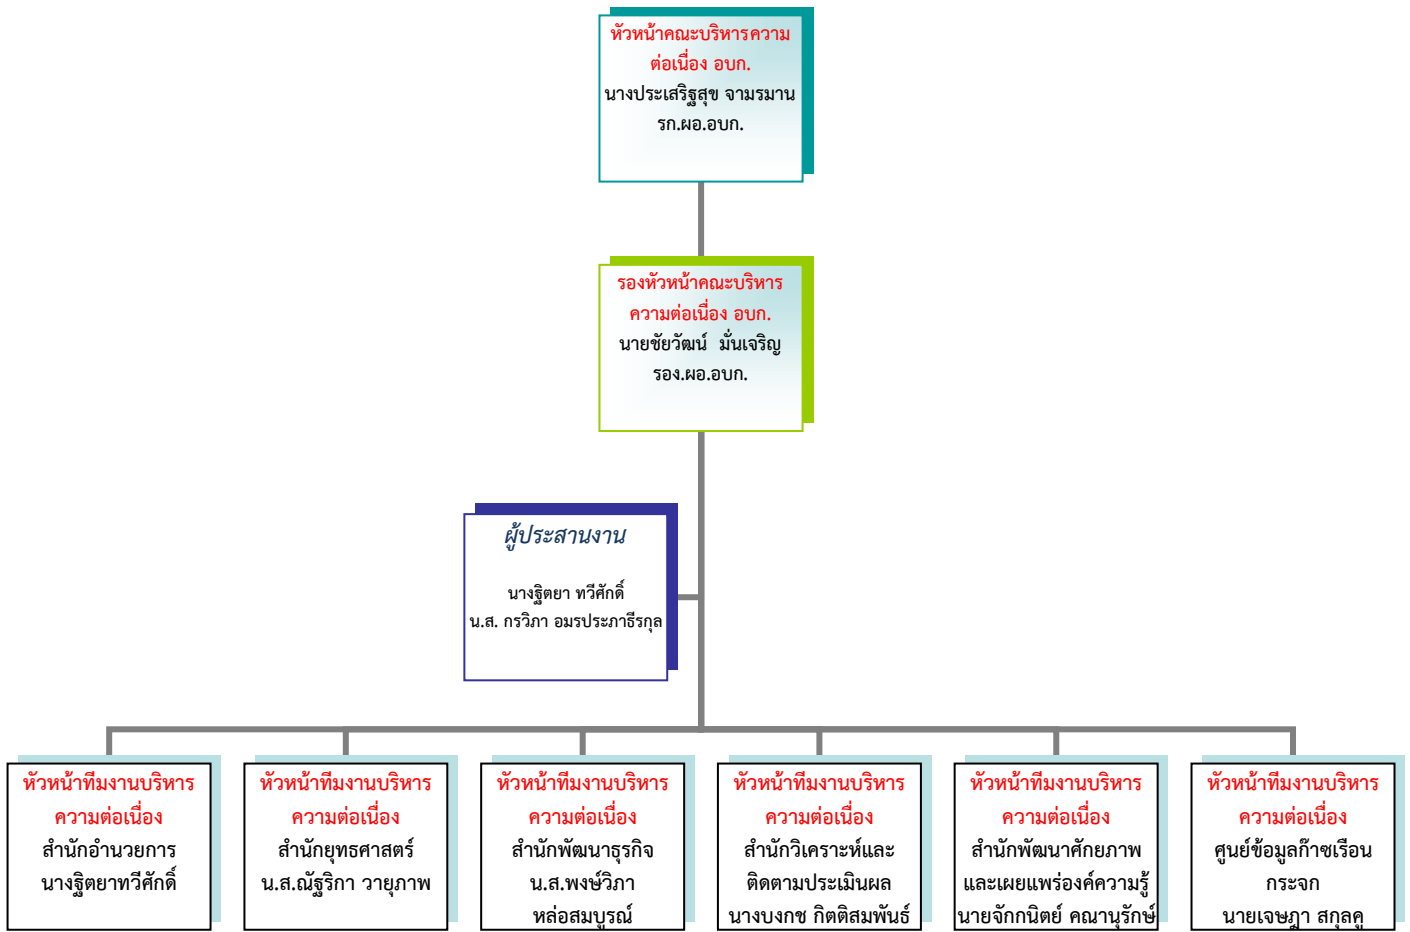 หัวหน้าคณะบริหารความ
ต่อเนื่อง อบก.
นางประเสริฐสุข จามรมาน
รก.ผอ.อบก.
รองหัวหน้าคณะบริหาร
ความต่อเนื่อง อบก.
นายชัยวัฒน์ มั่นเจริญ
รอง.ผอ.อบก.
ผู้ประสานงาน
นางฐิตยา ทวีศักดิ์
น.ส. กรวิภา อมรประภาธีรกุล
หัวหน้าทีมงานบริหาร
ความต่อเนื่อง
สำนักอำนวยการ
นางฐิตยาทวีศักดิ์
หัวหน้าทีมงานบริหาร
ความต่อเนื่อง
สำนักยุทธศาสตร์
น.ส.ณัฐริกา วายุภาพ
หัวหน้าทีมงานบริหาร
ความต่อเนื่อง
สำนักพัฒนาธุรกิจ
น.ส.พงษ์วิภา
หล่อสมบูรณ์
หัวหน้าทีมงานบริหาร
ความต่อเนื่อง
สำนักวิเคราะห์และ
ติดตามประเมินผล
นางบงกช กิตติสมพันธ์
หัวหน้าทีมงานบริหาร
ความต่อเนื่อง
สำนักพัฒนาศักยภาพ
และเผยแพร่องค์ความรู้
นายจักกนิตย์ คณานุรักษ์
หัวหน้าทีมงานบริหาร
ความต่อเนื่อง
ศูนย์ข้อมูลก๊าซเรือน
กระจก
นายเจษฎา สกุลคู